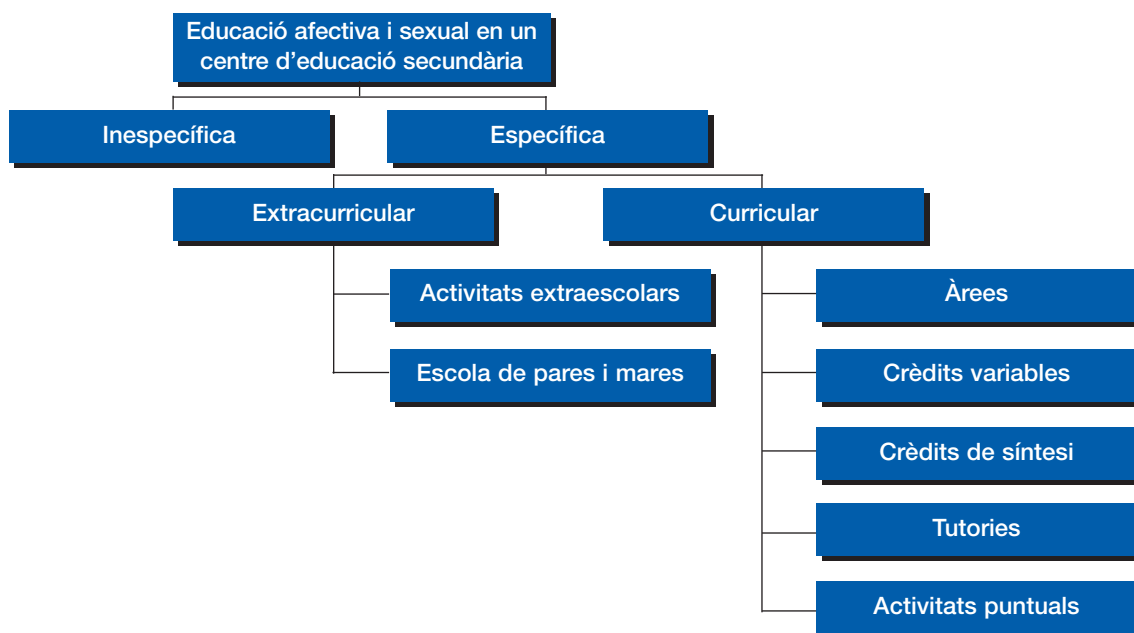 Educació afectiva i sexual en un
centre d’educació secundària
Inespecífica
Específica
Extracurricular
Curricular
Activitats extraescolars
Escola de pares i mares
Àrees
Crèdits variables
Crèdits de síntesi
Tutories
Activitats puntuals